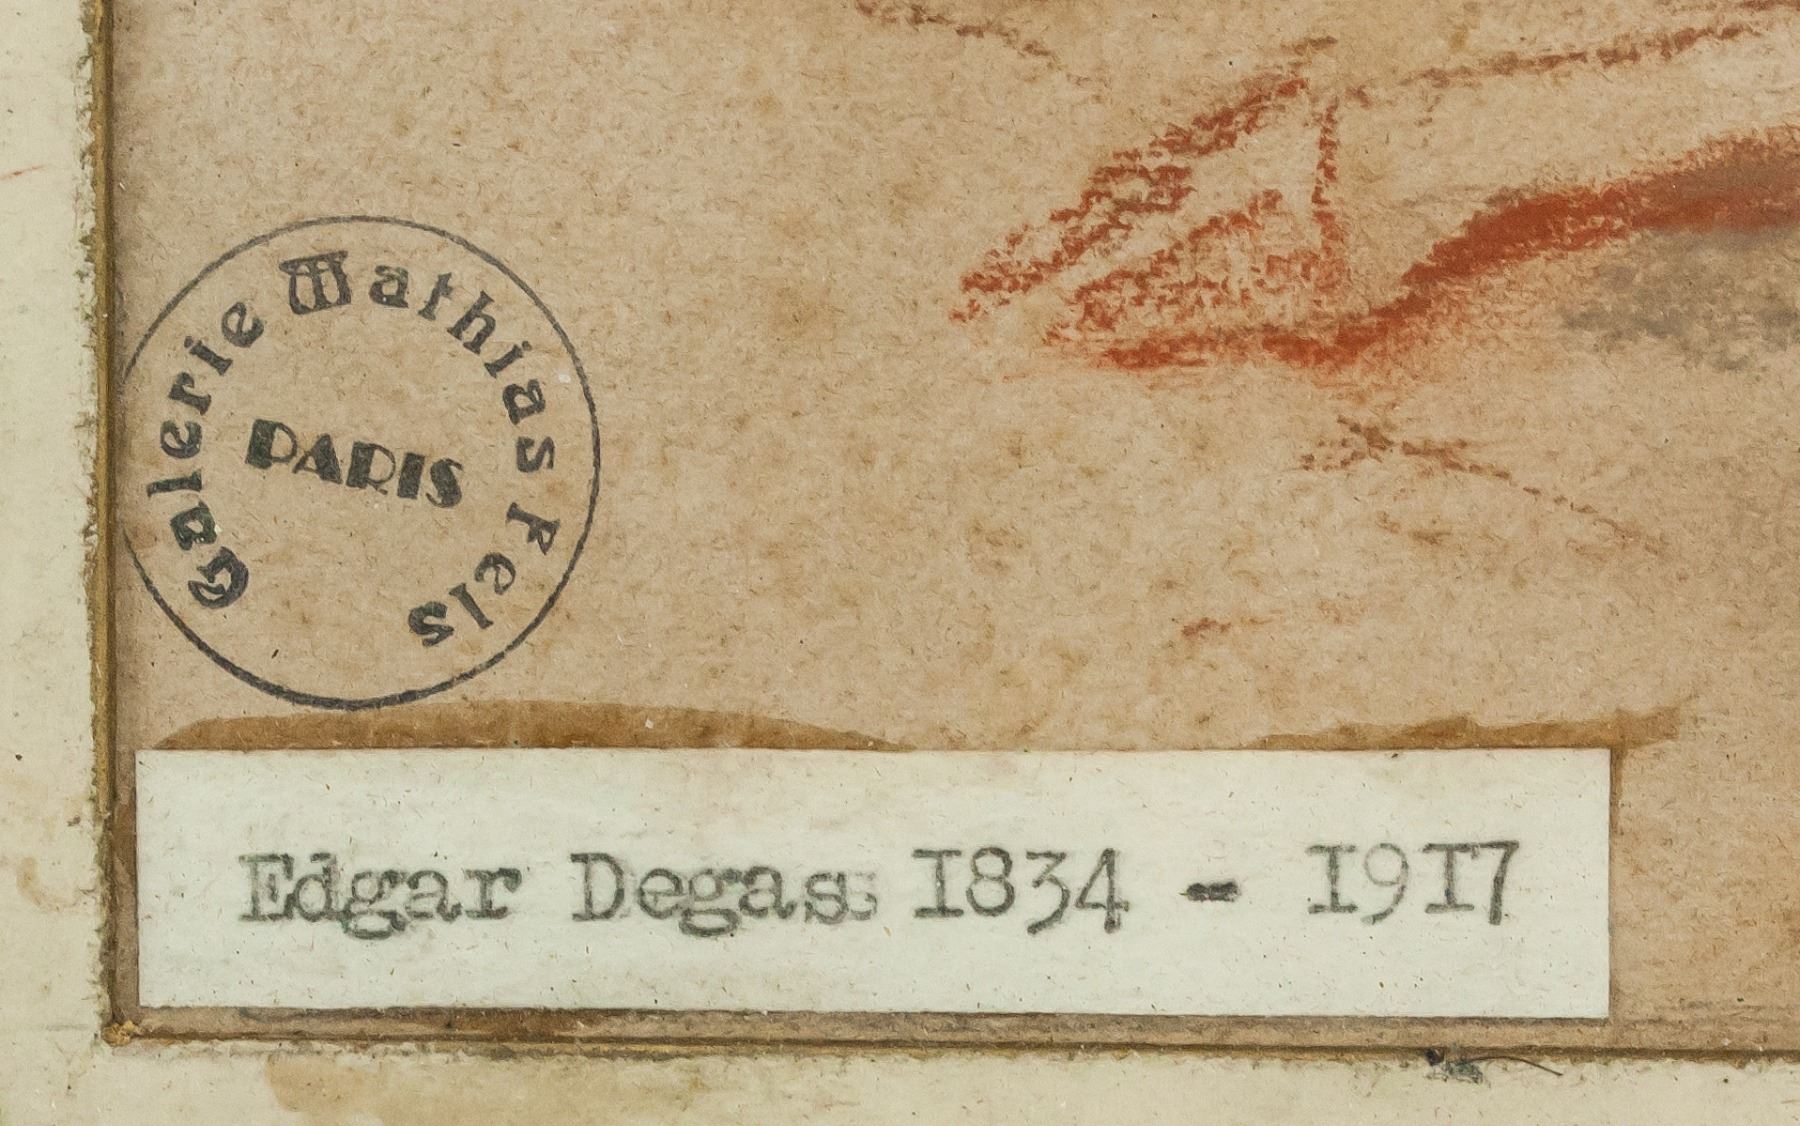 Galerie Mathias Fels
PARIS
Edgar Degas 1834 - 1917